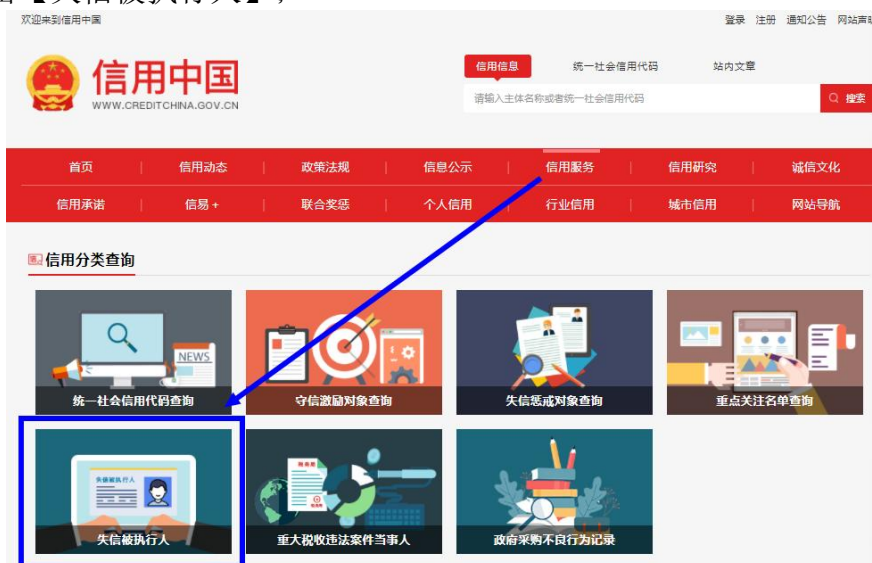 欢迎来到信用中国
登录 注册 通知公告 网站声明
信用中国
WWW.CREDITCHINA.GOV.CN
信用信息 统一社会信用代码 站内文章
请输入主体名称或者统一社会信用代码 搜索
首页 信用动态 政策法规 信息公示 信用服务 信用研究 诚信文化
信用承诺 信易+ 联合奖惩 个人信用 行业信用 城市信用 网站导航
信用分类查询
NEWS
统一社会信用代码查询 守信激励对象查询 失信惩戒对象查询 重点关注名单查询
失信被执行人
失信被执行人 重大税收违法案件当事人 政府采购不良行为记录